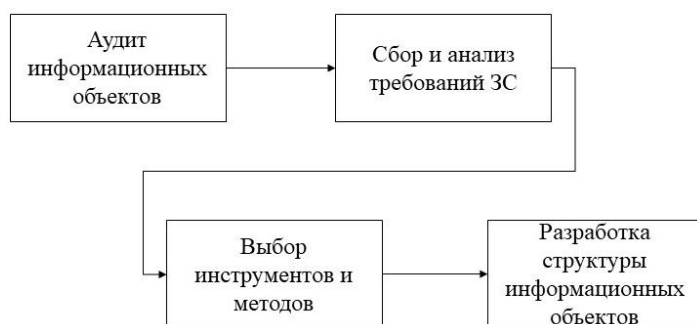 Аудит
информационных
объектов
Сбор и анализ
требований ЗС
Выбор
инструментов и
методов
Разработка
структуры
информационных
объектов